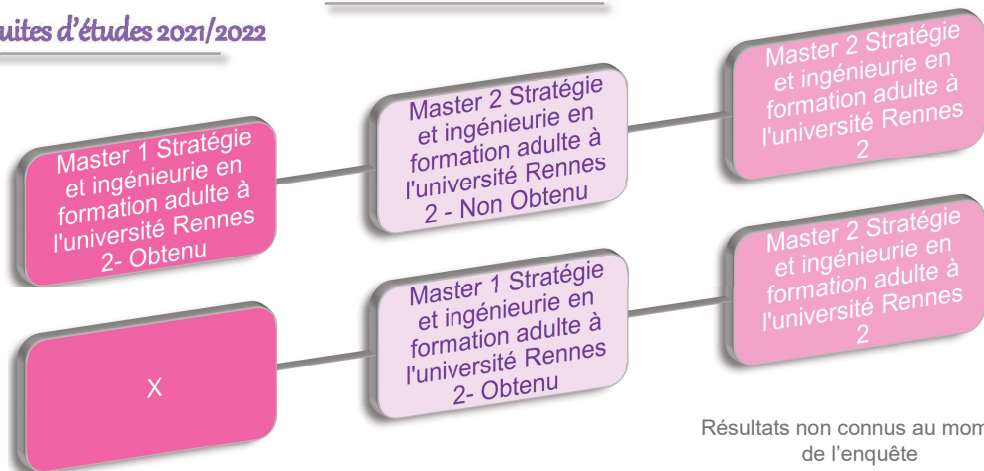 d'études 2021/2022
Master 1 Stratégie
et ingénieurie en
formation adulte à
l'université Rennes
2- Obtenu
Master 2 Stratégie
et ingénieurie en
formation adulte à
l'université Rennes
2 - Non Obtenu
Master 2 Stratégie
et ingénieurie en
formation adulte à
l'université Rennes
2
X
Master 1 Stratégie
et ingénieurie en
formation adulte à
l'université Rennes
2- Obtenu
Master 2 Stratégie
et ingénieurie en
formation adulte à
l'université Rennes
2
Résultats non connus au
de l'enquête